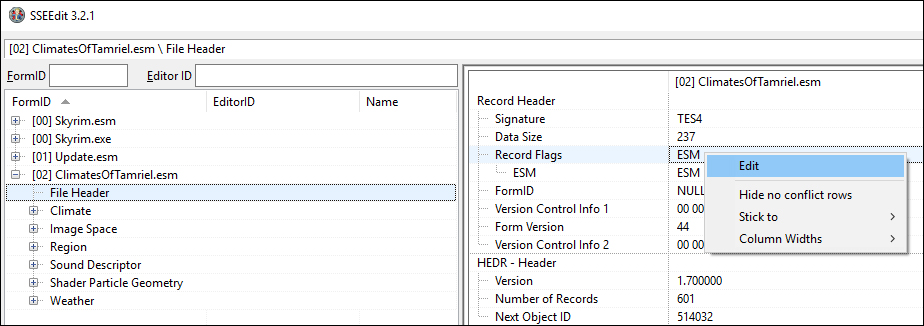 SSEEdit 3.2.1
[02] ClimatesOfTamriel.esm \ File Header
FormID Editor ID
FormID EditorID Name
[00] Skyrim.esm
[00] Skyrim.exe
[01] Update.esm
[02] ClimatesOfTamriel.esm
File Header
Climate
Image Space
Region
Sound Descriptor
Shader Particle Geometry
Weather
[02] ClimatesOfTamriel.esm
Record Header
Signature TES4
Data Size 237
Record Flags ESM
ESM ESM
FormID NULL
Version Control Info 1 00 00
Form Version 44
Version Control Info 2 00 00
HEDR - Header
Version 1.700000
Number of Records 601
Next Object ID 514032
Edit
Hide no conflict rows
Stick to
Column Widths